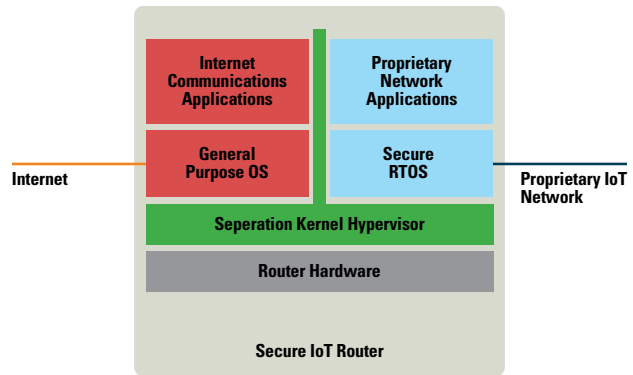 Internet
Communications
Applications
Proprietary
Network
Applications
General
Purpose OS
Secure
RTOS
Internet
Proprietary IoT
Network
Seperation Kernel Hypervisor
Router Hardware
Secure IoT Router